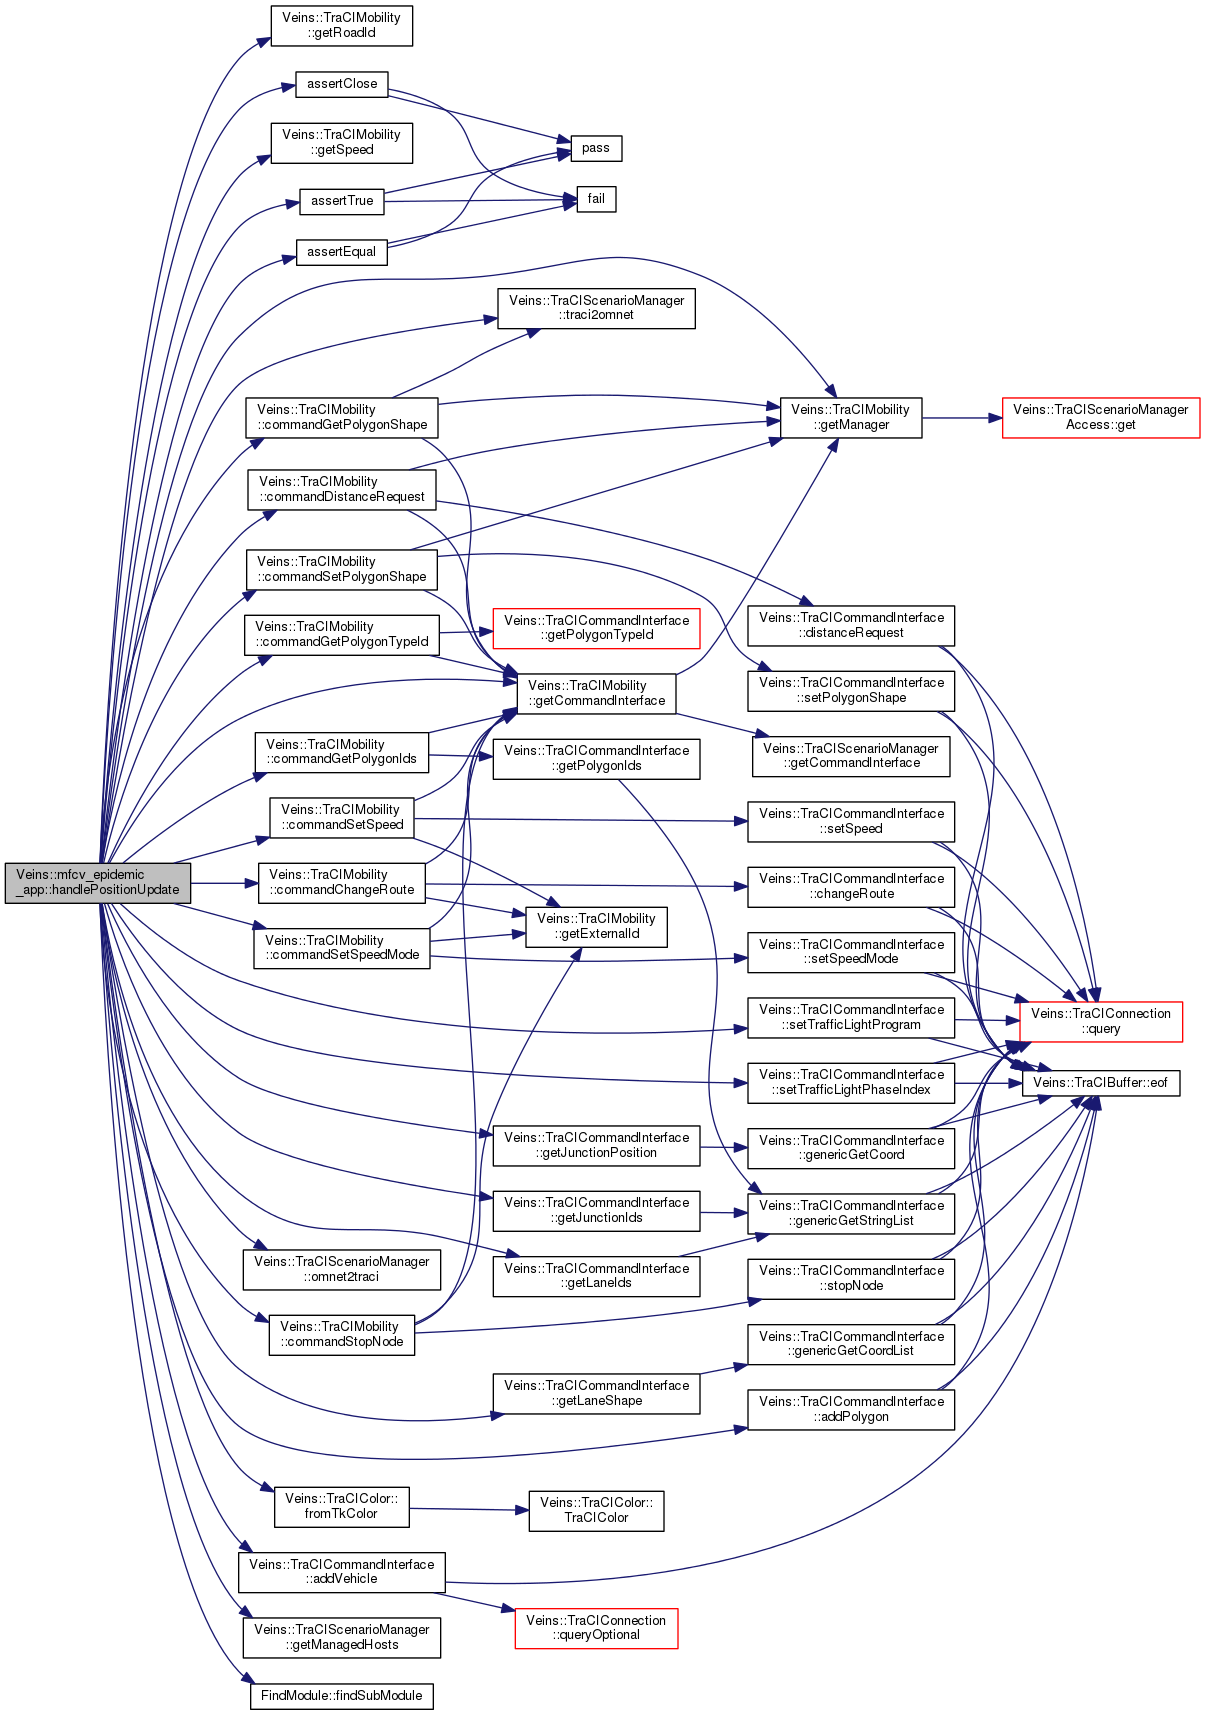 Veins::TraCIMobility
::getRoadId
assertClose
Veins::TraCIMobility
::getSpeed
pass
assertTrue
fail
assertEqual
Veins::TraCIScenarioManager
::traci2omnet
Veins::TraCIMobility
::commandGetPolygonShape
Veins::TraCIMobility
::getManager
Veins::TraCIScenarioManager
Access::get
Veins::TraCIMobility
::commandDistanceRequest
Veins::TraCIMobility
::commandSetPolygonShape
Veins::TraCIMobility
::commandGetPolygonTypeId
Veins::TraCICommandInterface
::getPolygonTypeId
Veins::TraCICommandInterface
::distanceRequest
Veins::TraCIMobility
::getCommandInterface
Veins::TraCICommandInterface
::setPolygonShape
Veins::TraCIMobility
::commandGetPolygonIds
Veins::TraCICommandInterface
::getPolygonIds
Veins::TraCIScenarioManager
::getCommandInterface
Veins::TraCIMobility
::commandSetSpeed
Veins::TraCICommandInterface
::setSpeed
Veins::mfcv_epidemic
_app::handlePositionUpdate
Veins::TraCIMobility
::commandChangeRoute
Veins::TraCICommandInterface
::changeRoute
Veins::TraCIMobility
::getExternalId
Veins::TraCIMobility
::commandSetSpeedMode
Veins::TraCICommandInterface
::setSpeedMode
Veins::TraCICommandInterface
::setTrafficLightProgram
Veins::TraCIConnection
::query
Veins::TraCICommandInterface
::setTrafficLightPhaseIndex
Veins::TraCIBuffer::eof
Veins::TraCICommandInterface
::getJunctionPosition
Veins::TraCICommandInterface
::genericGetCoord
Veins::TraCICommandInterface
::getJunctionIds
Veins::TraCICommandInterface
::genericGetStringList
Veins::TraCIScenarioManager
::omnet2traci
Veins::TraCICommandInterface
::getLaneIds
Veins::TraCICommandInterface
::stopNode
Veins::TraCIMobility
::commandStopNode
Veins::TraCICommandInterface
::genericGetCoordList
Veins::TraCICommandInterface
::getLaneShape
Veins::TraCICommandInterface
::addPolygon
Veins::TraCIColor::
fromTkColor
Veins::TraCIColor::
TraCIColor
Veins::TraCICommandInterface
::addVehicle
Veins::TraCIScenarioManager
::getManagedHosts
Veins::TraCIConnection
::queryOptional
FindModule::findSubModule